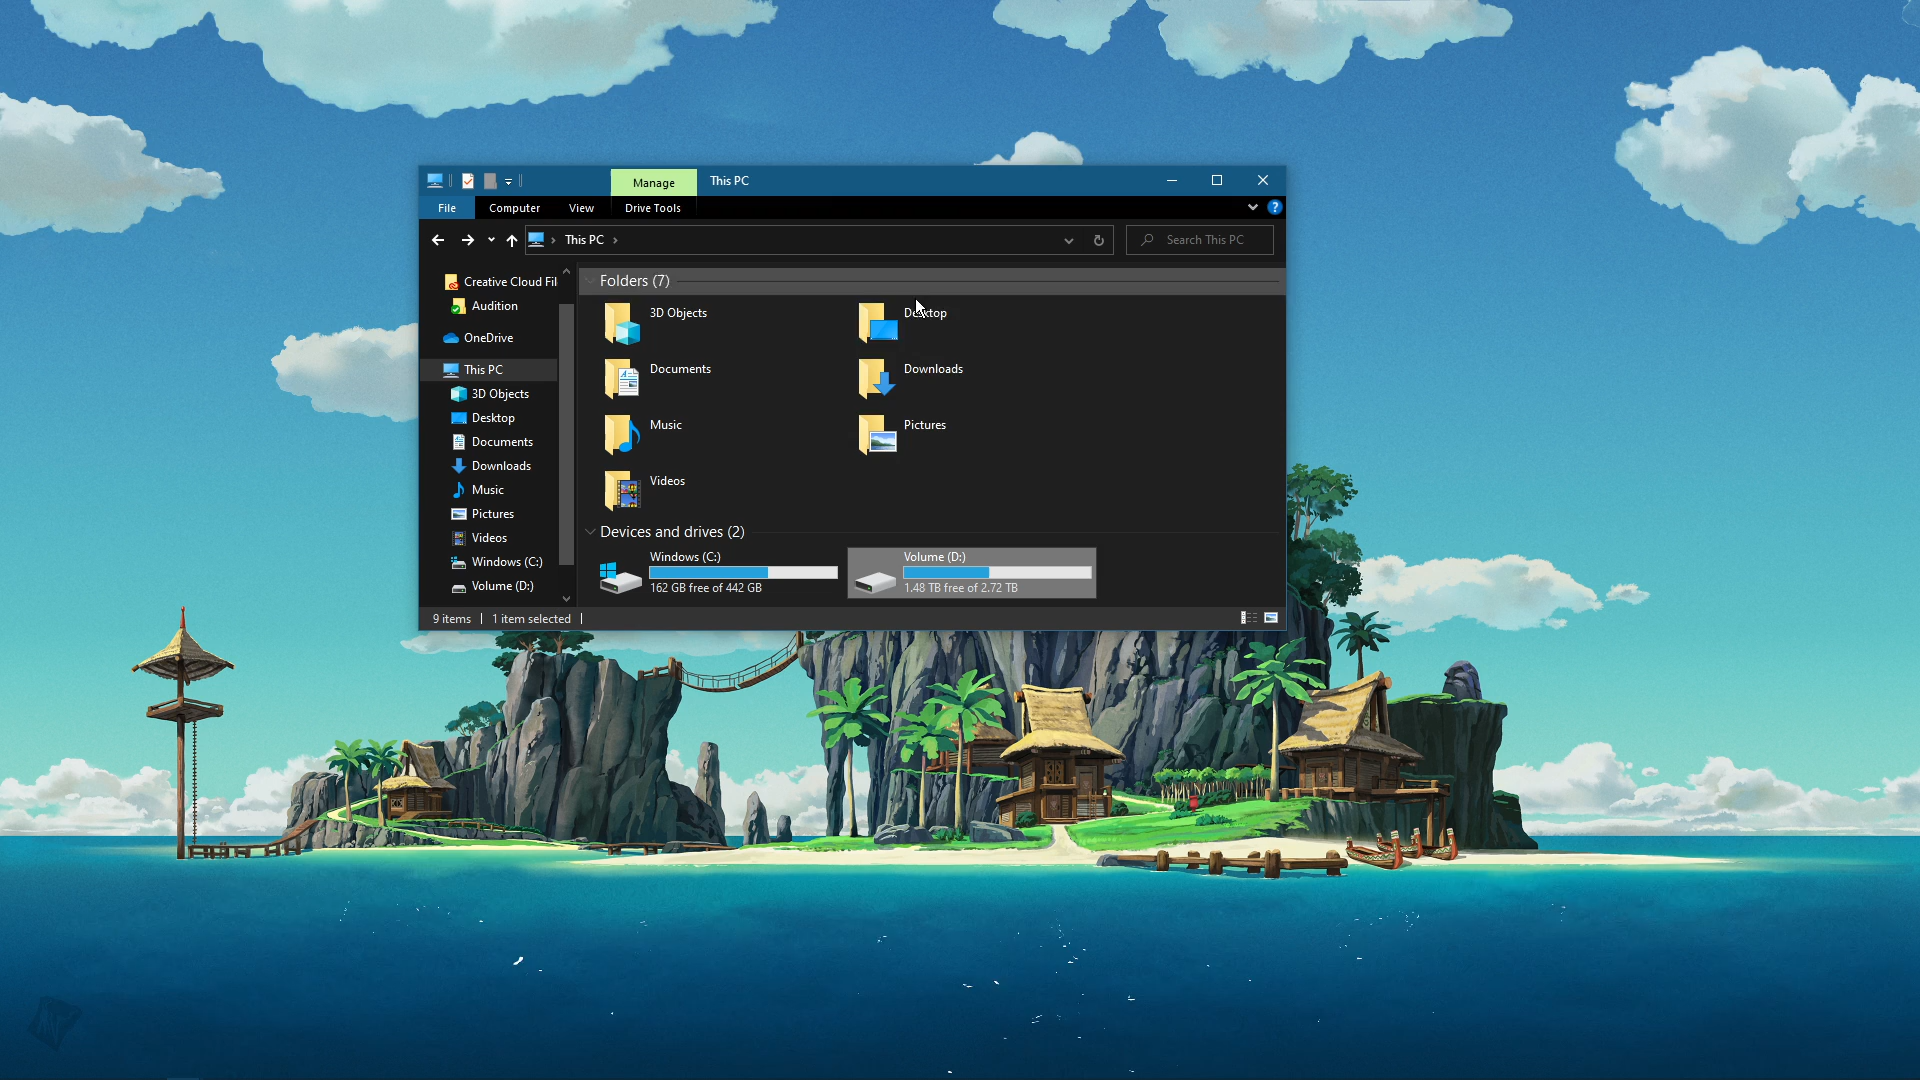 Manage
This PC
File
Computer
View
Drive Tools
?
This PC
Search This PC
Creative Cloud Fil
Audition
OneDrive
This PC
3D Objects
Desktop
Documents
Downloads
Music
Pictures
Videos
Windows (C:)
Volume (D:)
Folders (7)
3D Objects
Desktop
Documents
Downloads
Music
Pictures
Videos
Devices and drives (2)
Windows (C:)
162 GB free of 442 GB
Volume (D:)
1.48 TB free of 2.72 TB
9 items
1 item selected